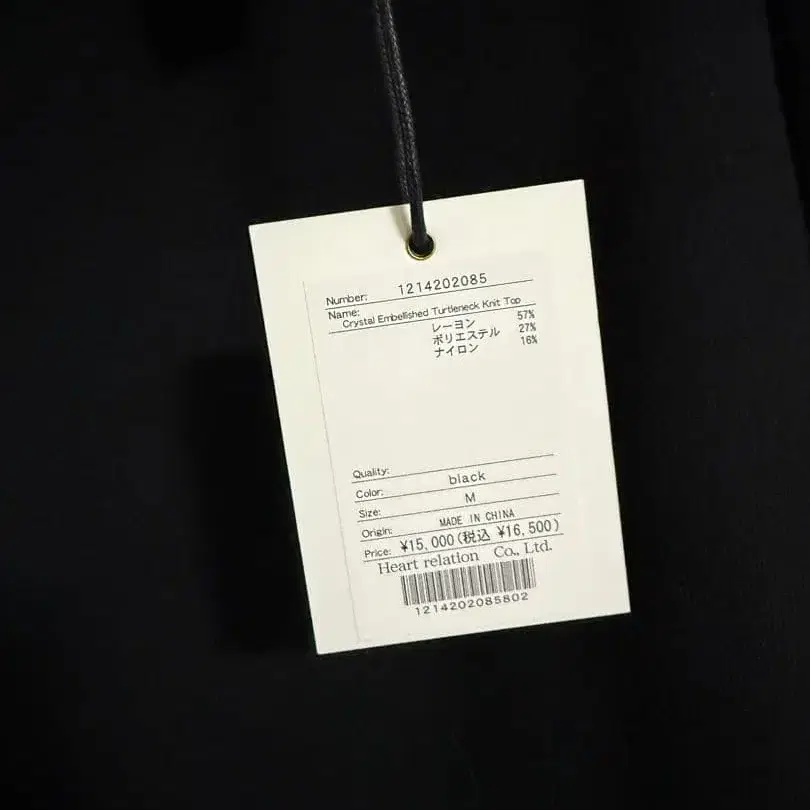 Number: 1214202085
Name:
Crystal Embellished Turtleneck Knit Top
レーヨン 57%
ポリエステル 27%
ナイロン 16%
Quality:
Color: black
Size: M
Origin: MADE IN CHINA
Price: ¥15,000(税込 ¥16,500)
Heart relation Co., Ltd.
1214202085802